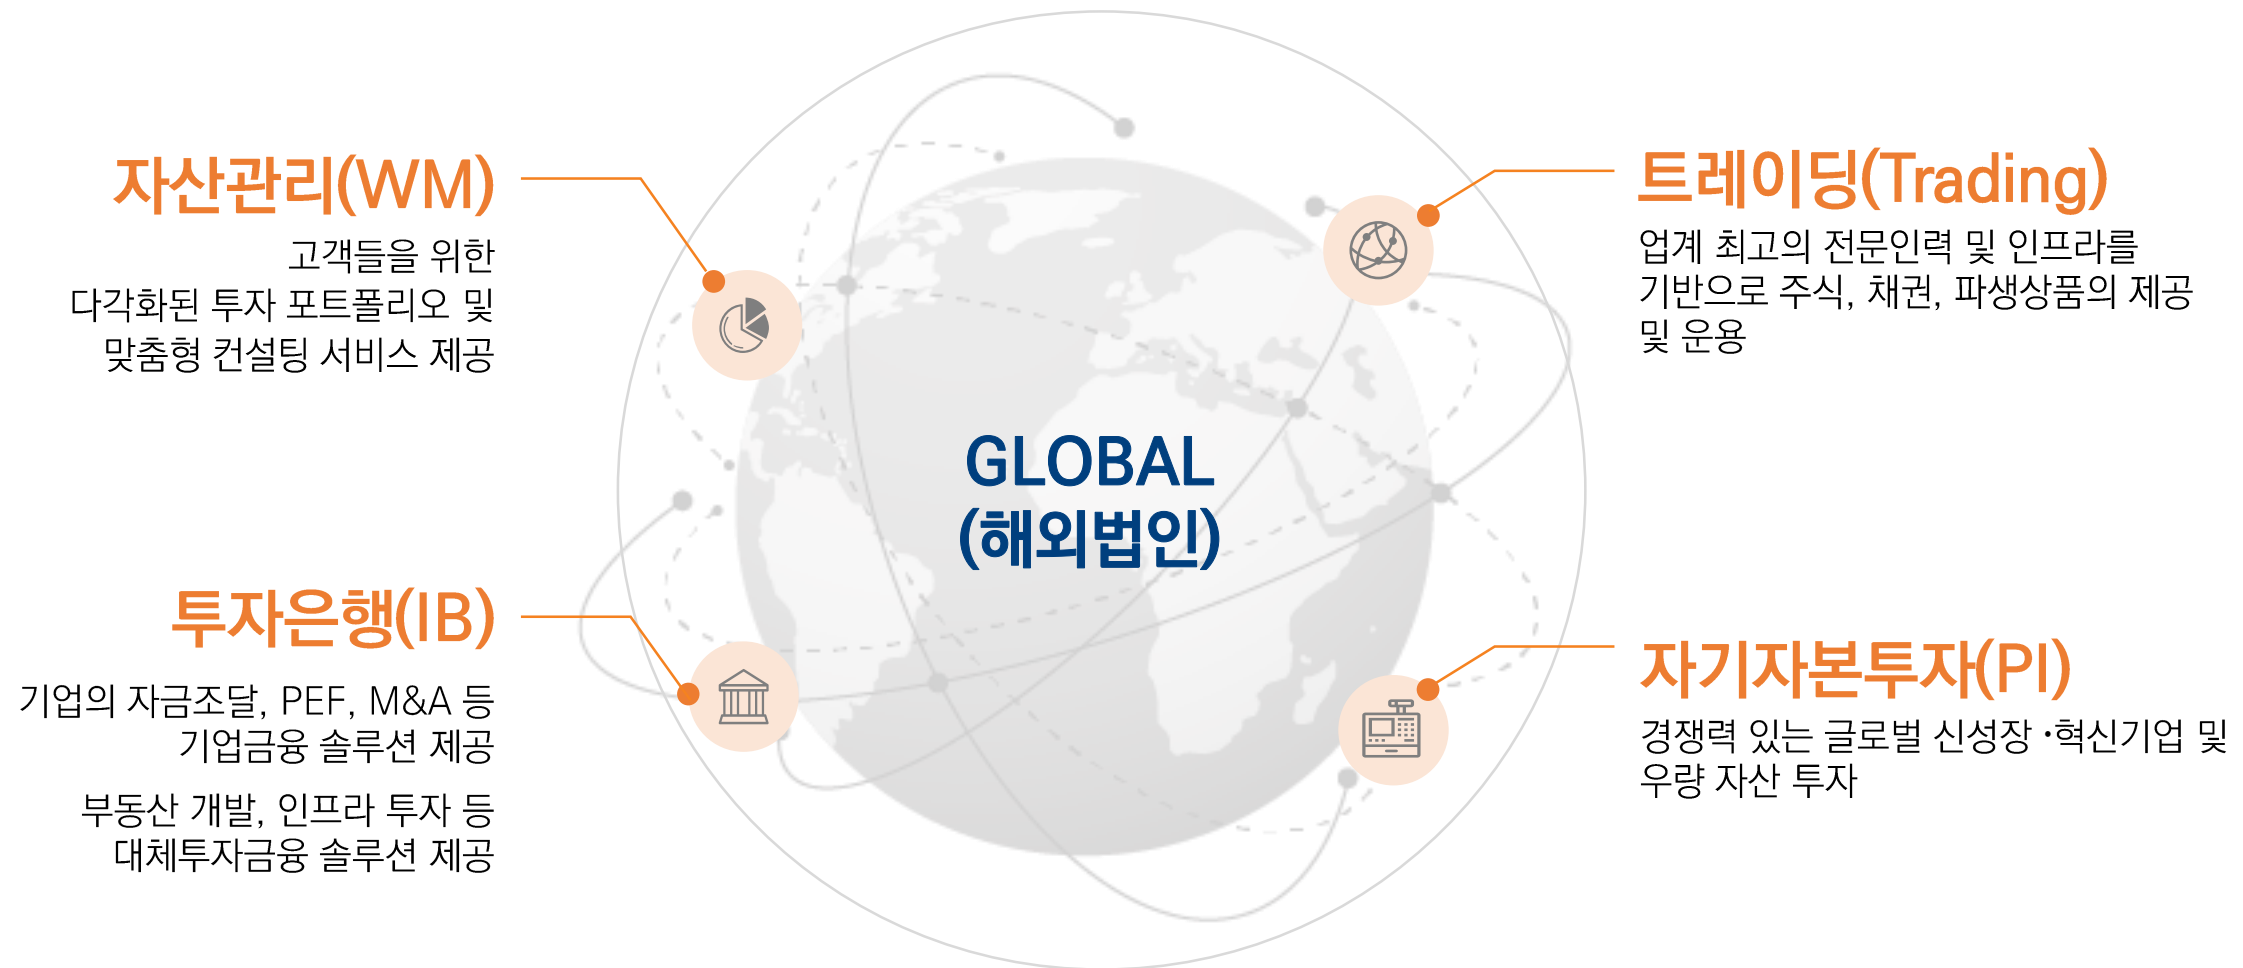 자산관리(WM)
고객들을 위한
다각화된 투자 포트폴리오 및
맞춤형 컨설팅 서비스 제공
트레이딩(Trading)
업계 최고의 전문인력 및 인프라를
기반으로 주식, 채권, 파생상품의 제공
및 운용
GLOBAL
(해외법인)
투자은행(IB)
기업의 자금조달, PEF, M&A 등
기업금융 솔루션 제공
부동산 개발, 인프라 투자 등
대체투자금융 솔루션 제공
자기자본투자(PI)
경쟁력 있는 글로벌 신성장 ·혁신기업 및
우량 자산 투자